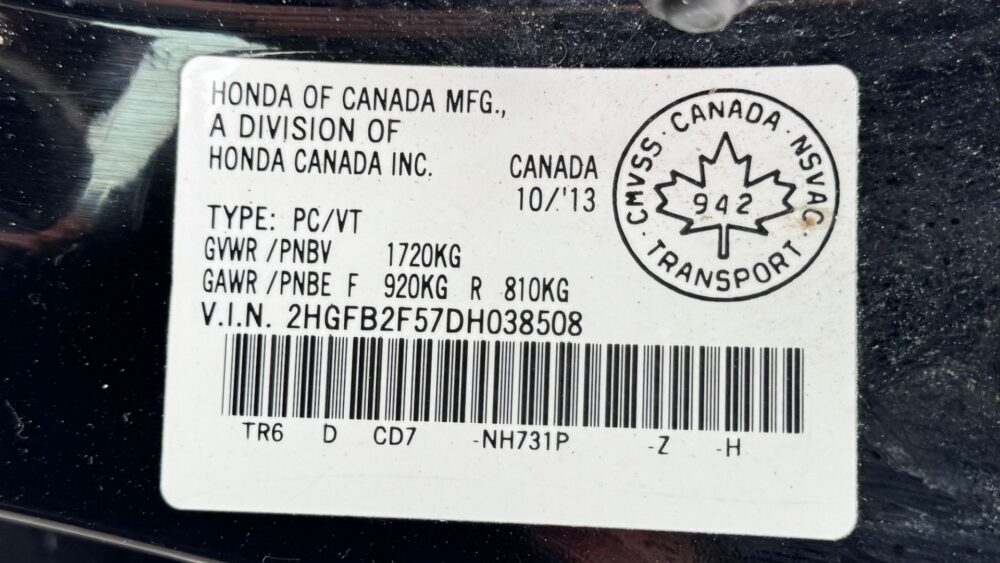 HONDA OF CANADA MFG.,
A DIVISION OF
HONDA CANADA INC.
CANADA
10/'13
TYPE: PC/VT
GVWR /PNBV 1720KG
GAWR /PNBE F 920KG R 810KG
V.I.N. 2HGFB2F57DH038508
TR6 D CD7 -NH731P -Z -H
CMVSS · CANADA · NSVAC · TRANSPORT ·
942